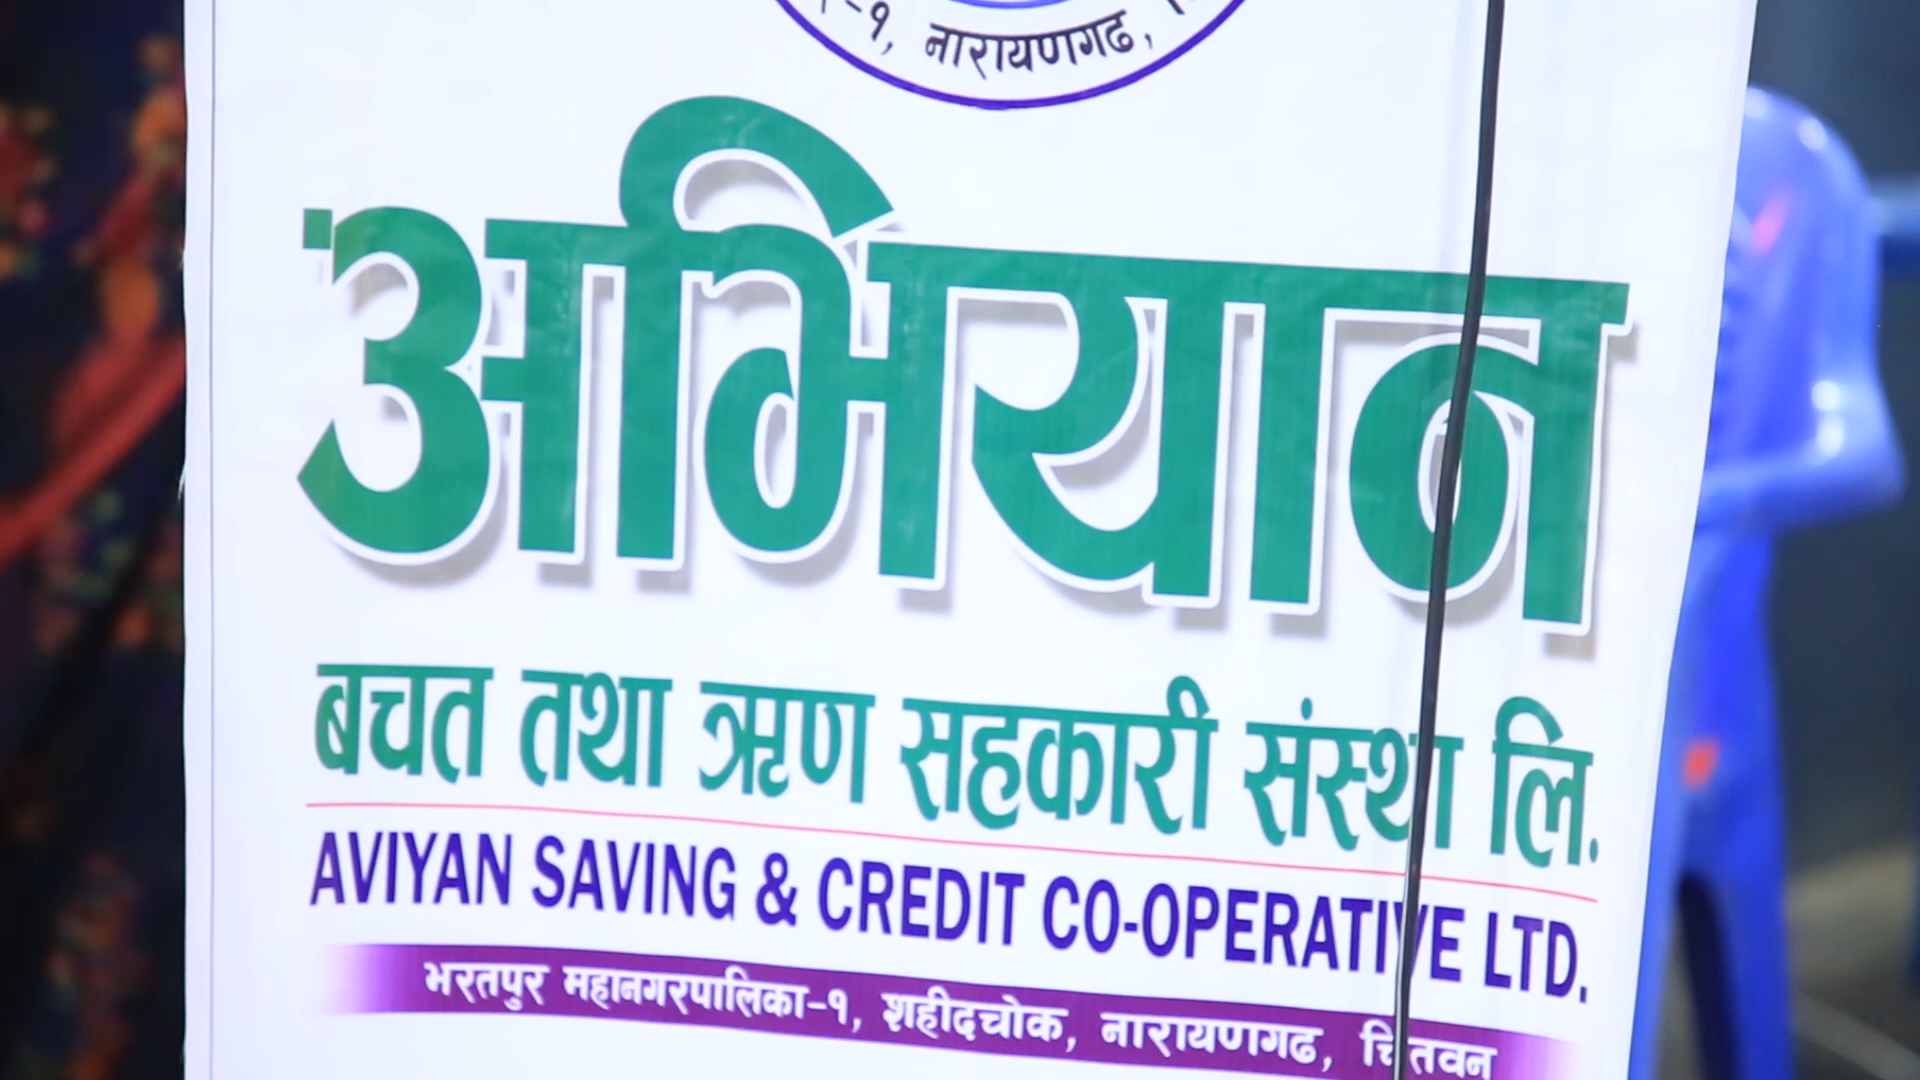 -१, नारायणगढ,
अभियान
बचत तथा ऋण सहकारी संस्था लि.
AVIYAN SAVING & CREDIT CO-OPERATIVE LTD.
भरतपुर महानगरपालिका-१, शहीदचोक, नारायणगढ, चितवन